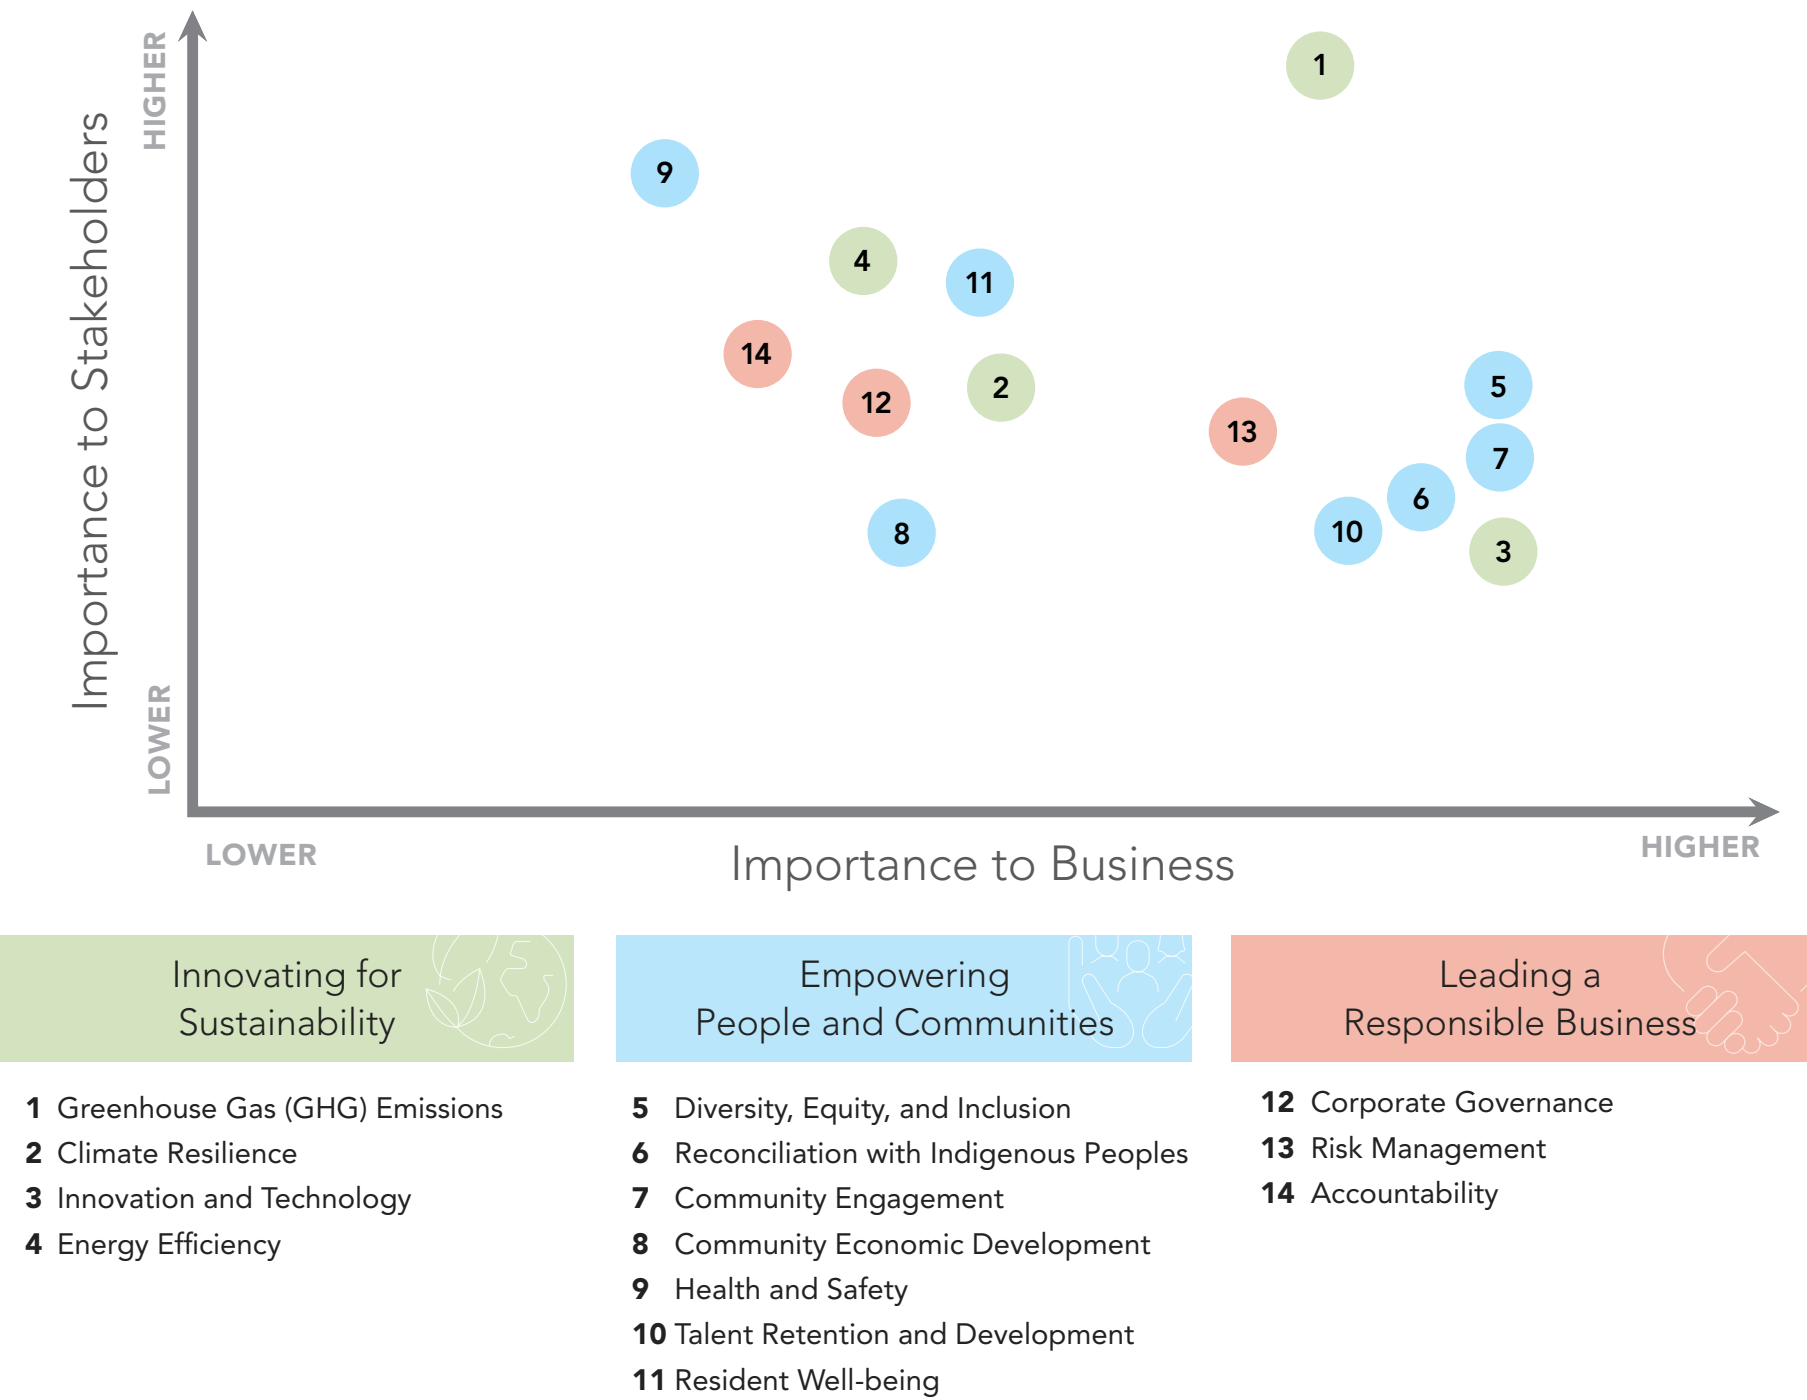 HIGHER
Importance to Stakeholders
LOWER
1
9
4
11
14
2
5
12
13
7
6
10
8
3
LOWER
Importance to Business
HIGHER
Innovating for
Sustainability
1 Greenhouse Gas (GHG) Emissions
2 Climate Resilience
3 Innovation and Technology
4 Energy Efficiency
Empowering
People and Communities
5 Diversity, Equity, and Inclusion
6 Reconciliation with Indigenous Peoples
7 Community Engagement
8 Community Economic Development
9 Health and Safety
10 Talent Retention and Development
11 Resident Well-being
Leading a
Responsible Business
12 Corporate Governance
13 Risk Management
14 Accountability